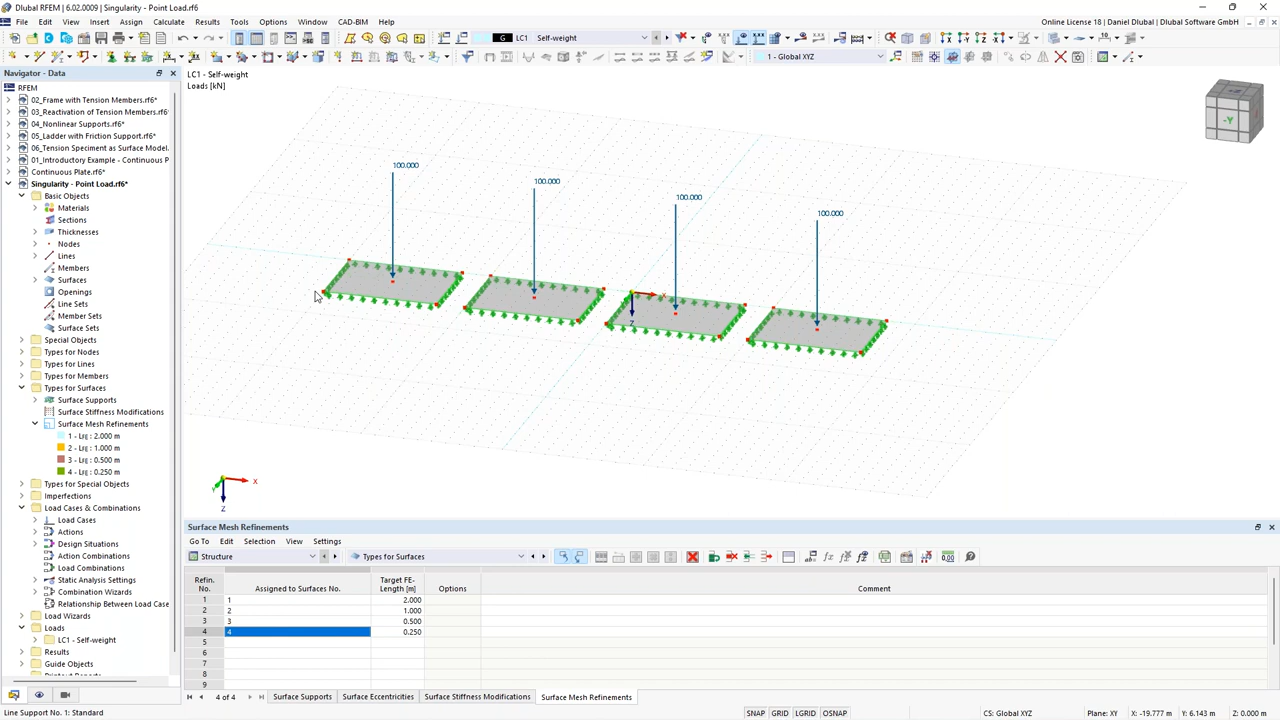 Dlubal RFEM | 6.02.0009 | Singularity - Point Load.rf6*
File Edit View Insert Assign Calculate Results Tools Options Window CAD-BIM Help
Online License 18 | Daniel Dlubal | Dlubal Software GmbH
G LC1 Self-weight
1 - Global XYZ
Navigator - Data
RFEM
02_Frame with Tension Members.rf6*
03_Reactivation of Tension Members.rf6*
04_Nonlinear Supports.rf6*
05_Ladder with Friction Support.rf6*
06_Tension Speciment as Surface Model.
01_Introductory Example - Continuous P
Continuous Plate.rf6*
Singularity - Point Load.rf6*
Basic Objects
Materials
Sections
Thicknesses
Nodes
Lines
Members
Surfaces
Openings
Line Sets
Member Sets
Surface Sets
Special Objects
Types for Nodes
Types for Lines
Types for Members
Types for Surfaces
Surface Supports
Surface Stiffness Modifications
Surface Mesh Refinements
1 - LFE : 2.000 m
2 - LFE : 1.000 m
3 - LFE : 0.500 m
4 - LFE : 0.250 m
Types for Special Objects
Imperfections
Load Cases & Combinations
Load Cases
Actions
Design Situations
Action Combinations
Load Combinations
Static Analysis Settings
Combination Wizards
Relationship Between Load Case
Load Wizards
Loads
LC1 - Self-weight
Results
Guide Objects
LC1 - Self-weight
Loads [kN]
100.000
100.000
100.000
100.000
X
Z
X
Y
Z
-Z
-Y
Surface Mesh Refinements
Go To Edit Selection View Settings
Structure
Types for Surfaces
Refin. No. Assigned to Surfaces No. Target FE-Length [m] Options Comment
1 1 2.000
2 2 1.000
3 3 0.500
4 4 0.250
5
6
7
8
9
4 of 4
Surface Supports Surface Eccentricities Surface Stiffness Modifications Surface Mesh Refinements
Line Support No. 1: Standard
SNAP GRID LGRID OSNAP
CS: Global XYZ Plane: XY X: -19.777 m Y: 6.143 m Z: 0.000 m